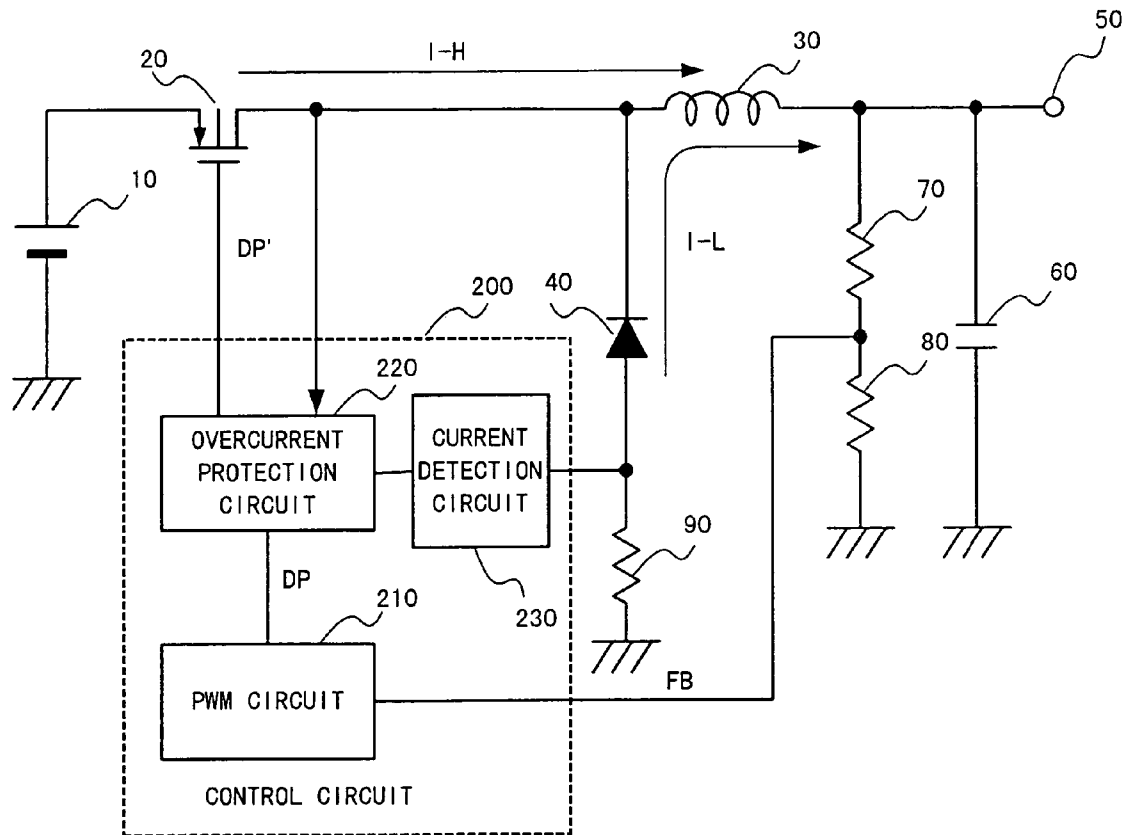 I-H
50
20
30
10
DP'
70
I-L
200
40
60
220
80
OVERCURRENT
PROTECTION
CIRCUIT
CURRENT
DETECTION
CIRCUIT
90
DP
210
230
FB
PWM CIRCUIT
CONTROL CIRCUIT